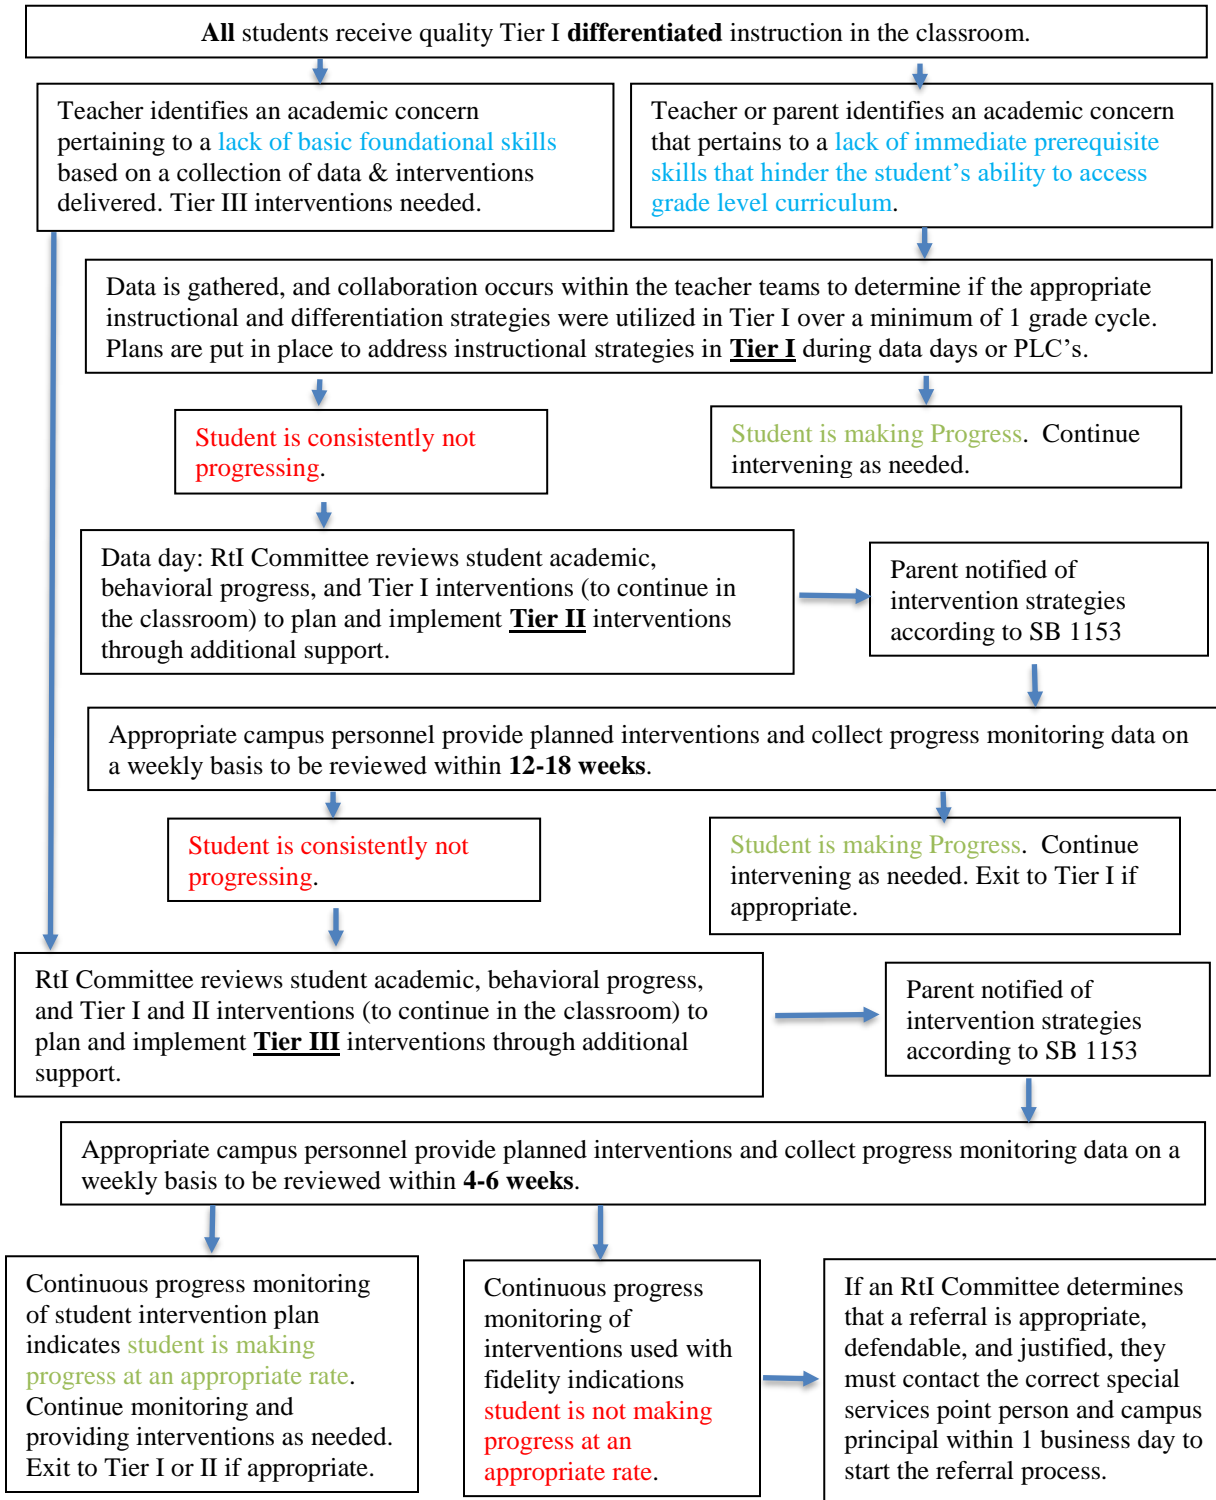 All students receive quality Tier I differentiated instruction in the classroom.
Teacher identifies an academic concern
pertaining to a lack of basic foundational skills
based on a collection of data & interventions
delivered. Tier III interventions needed.
Teacher or parent identifies an academic concern
that pertains to a lack of immediate prerequisite
skills that hinder the student’s ability to access
grade level curriculum.
Data is gathered, and collaboration occurs within the teacher teams to determine if the appropriate
instructional and differentiation strategies were utilized in Tier I over a minimum of 1 grade cycle.
Plans are put in place to address instructional strategies in Tier I during data days or PLC’s.
Student is consistently not
progressing.
Student is making Progress. Continue
intervening as needed.
Data day: RtI Committee reviews student academic,
behavioral progress, and Tier I interventions (to continue in
the classroom) to plan and implement Tier II interventions
through additional support.
Parent notified of
intervention strategies
according to SB 1153
Appropriate campus personnel provide planned interventions and collect progress monitoring data on
a weekly basis to be reviewed within 12-18 weeks.
Student is consistently not
progressing.
Student is making Progress. Continue
intervening as needed. Exit to Tier I if
appropriate.
RtI Committee reviews student academic, behavioral progress,
and Tier I and II interventions (to continue in the classroom) to
plan and implement Tier III interventions through additional
support.
Parent notified of
intervention strategies
according to SB 1153
Appropriate campus personnel provide planned interventions and collect progress monitoring data on a
weekly basis to be reviewed within 4-6 weeks.
Continuous progress monitoring
of student intervention plan
indicates student is making
progress at an appropriate rate.
Continue monitoring and
providing interventions as needed.
Exit to Tier I or II if appropriate.
Continuous progress
monitoring of
interventions used with
fidelity indications
student is not making
progress at an
appropriate rate.
If an RtI Committee determines
that a referral is appropriate,
defendable, and justified, they
must contact the correct special
services point person and campus
principal within 1 business day to
start the referral process.